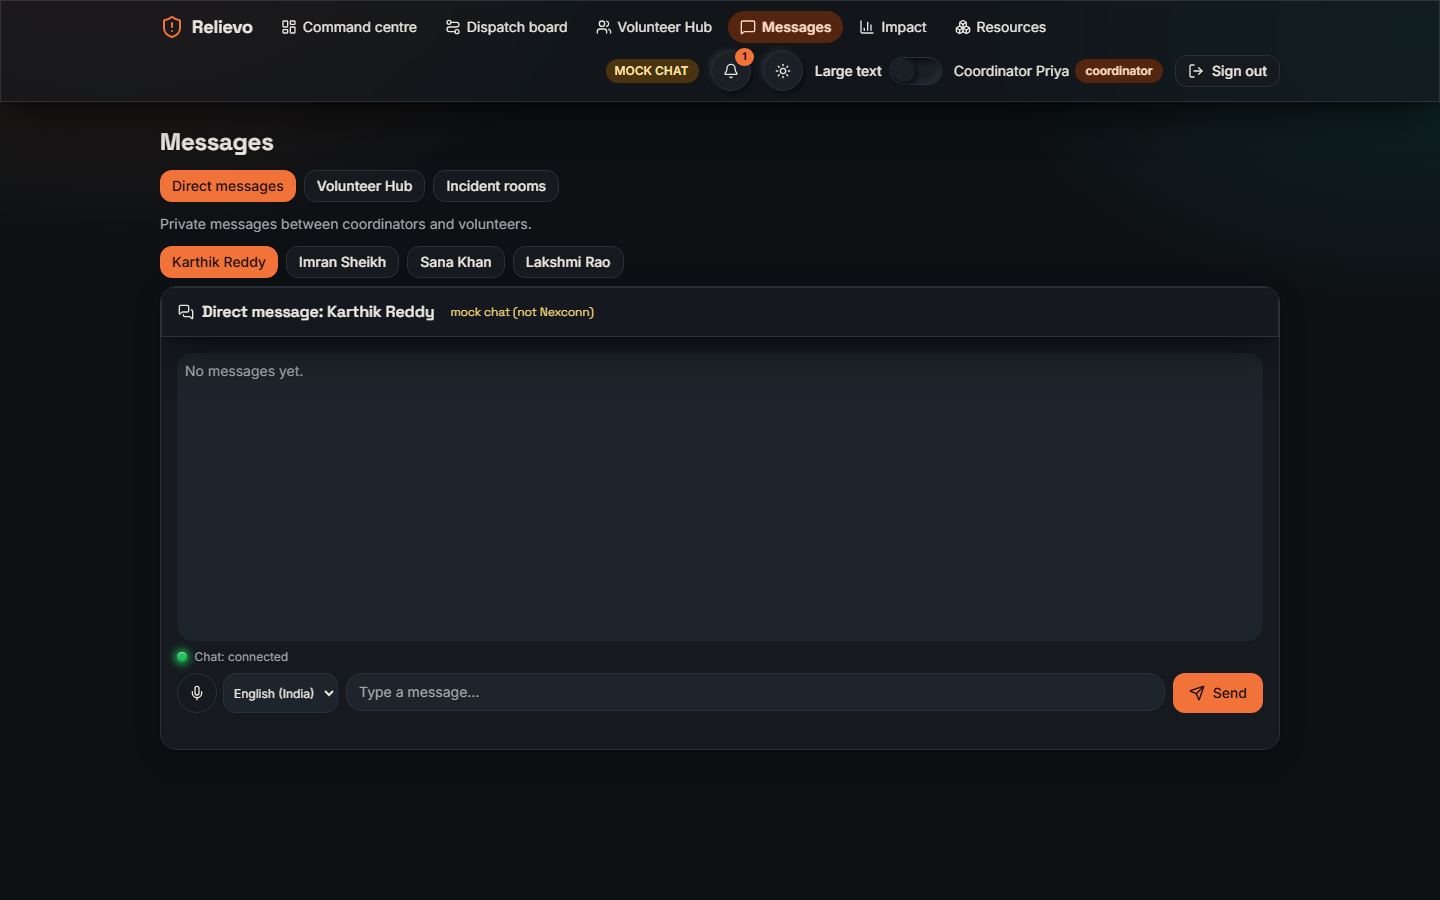 Relievo Command centre Dispatch board Volunteer Hub Messages Impact Resources
MOCK CHAT 1 Large text Coordinator Priya coordinator Sign out
Messages
Direct messages Volunteer Hub Incident rooms
Private messages between coordinators and volunteers.
Karthik Reddy Imran Sheikh Sana Khan Lakshmi Rao
Direct message: Karthik Reddy mock chat (not Nexconn)
No messages yet.
Chat: connected
English (India) Type a message... Send